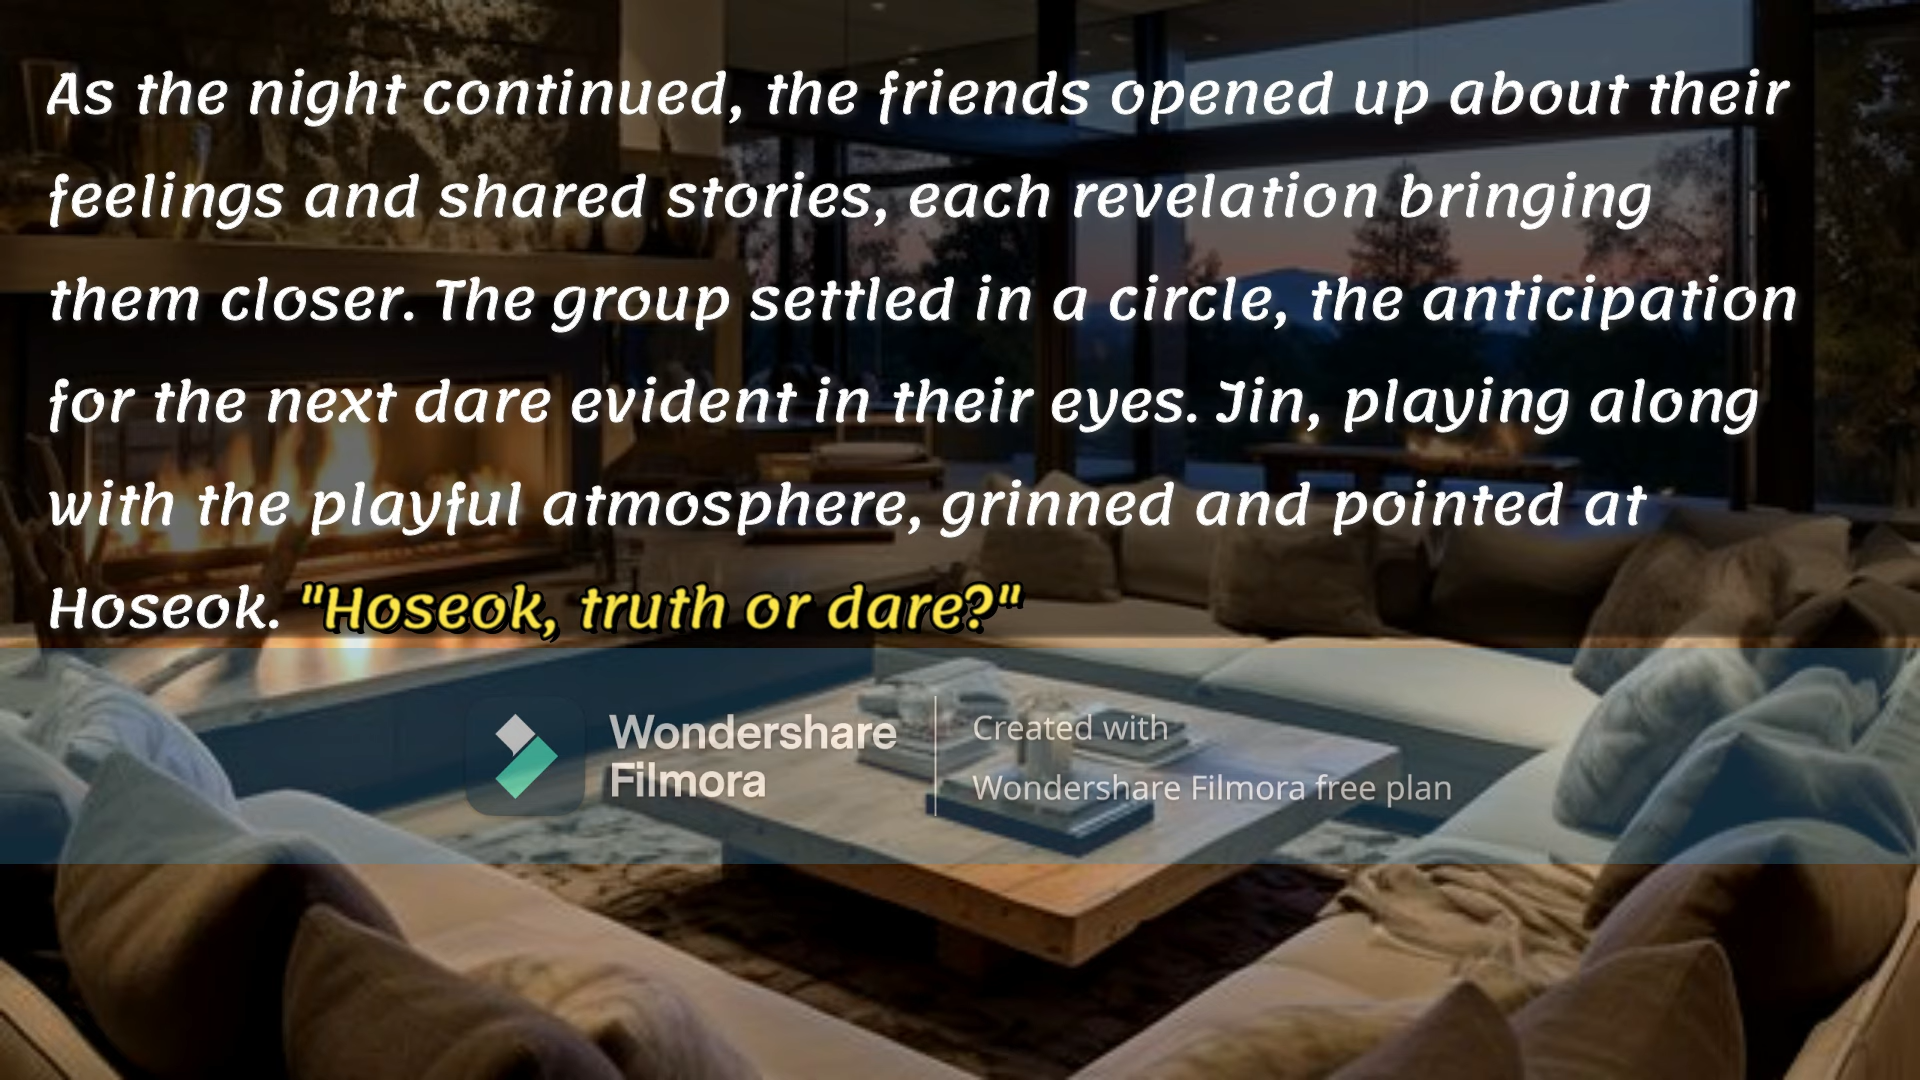 As the night continued, the friends opened up about their
feelings and shared stories, each revelation bringing
them closer. The group settled in a circle, the anticipation
for the next dare evident in their eyes. Jin, playing along
with the playful atmosphere, grinned and pointed at
Hoseok. "Hoseok, truth or dare?"
Wondershare
Filmora
Created with
Wondershare Filmora free plan